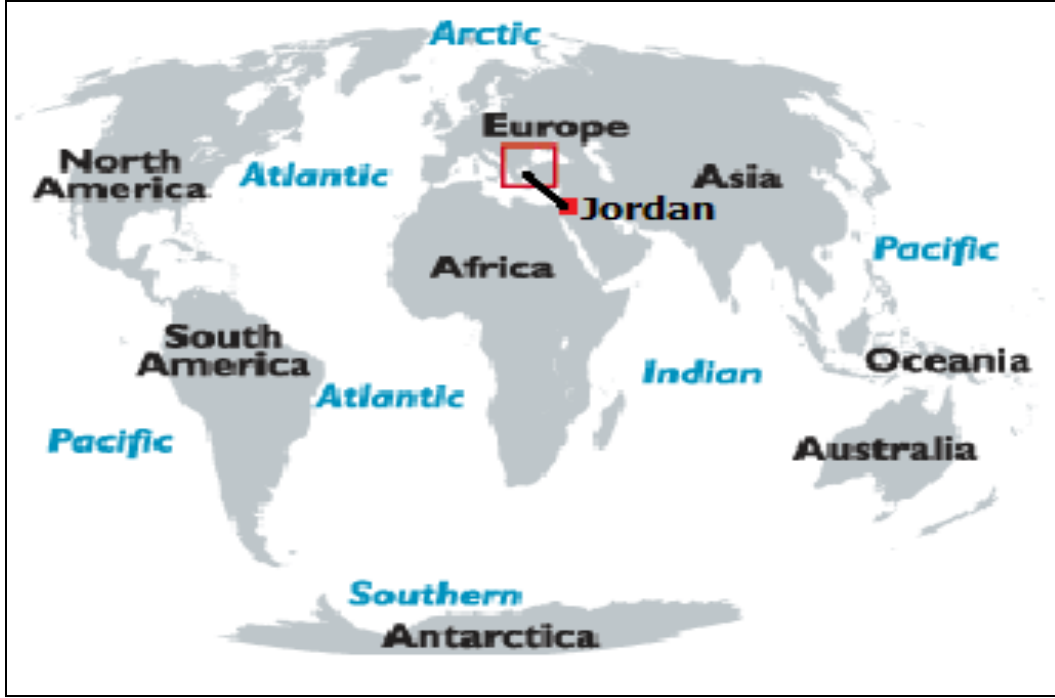 Arctic
Europe
North
America
Atlantic
Asia
Jordan
Pacific
Africa
South
America
Atlantic
Indian
Oceania
Pacific
Australia
Southern
Antarctica